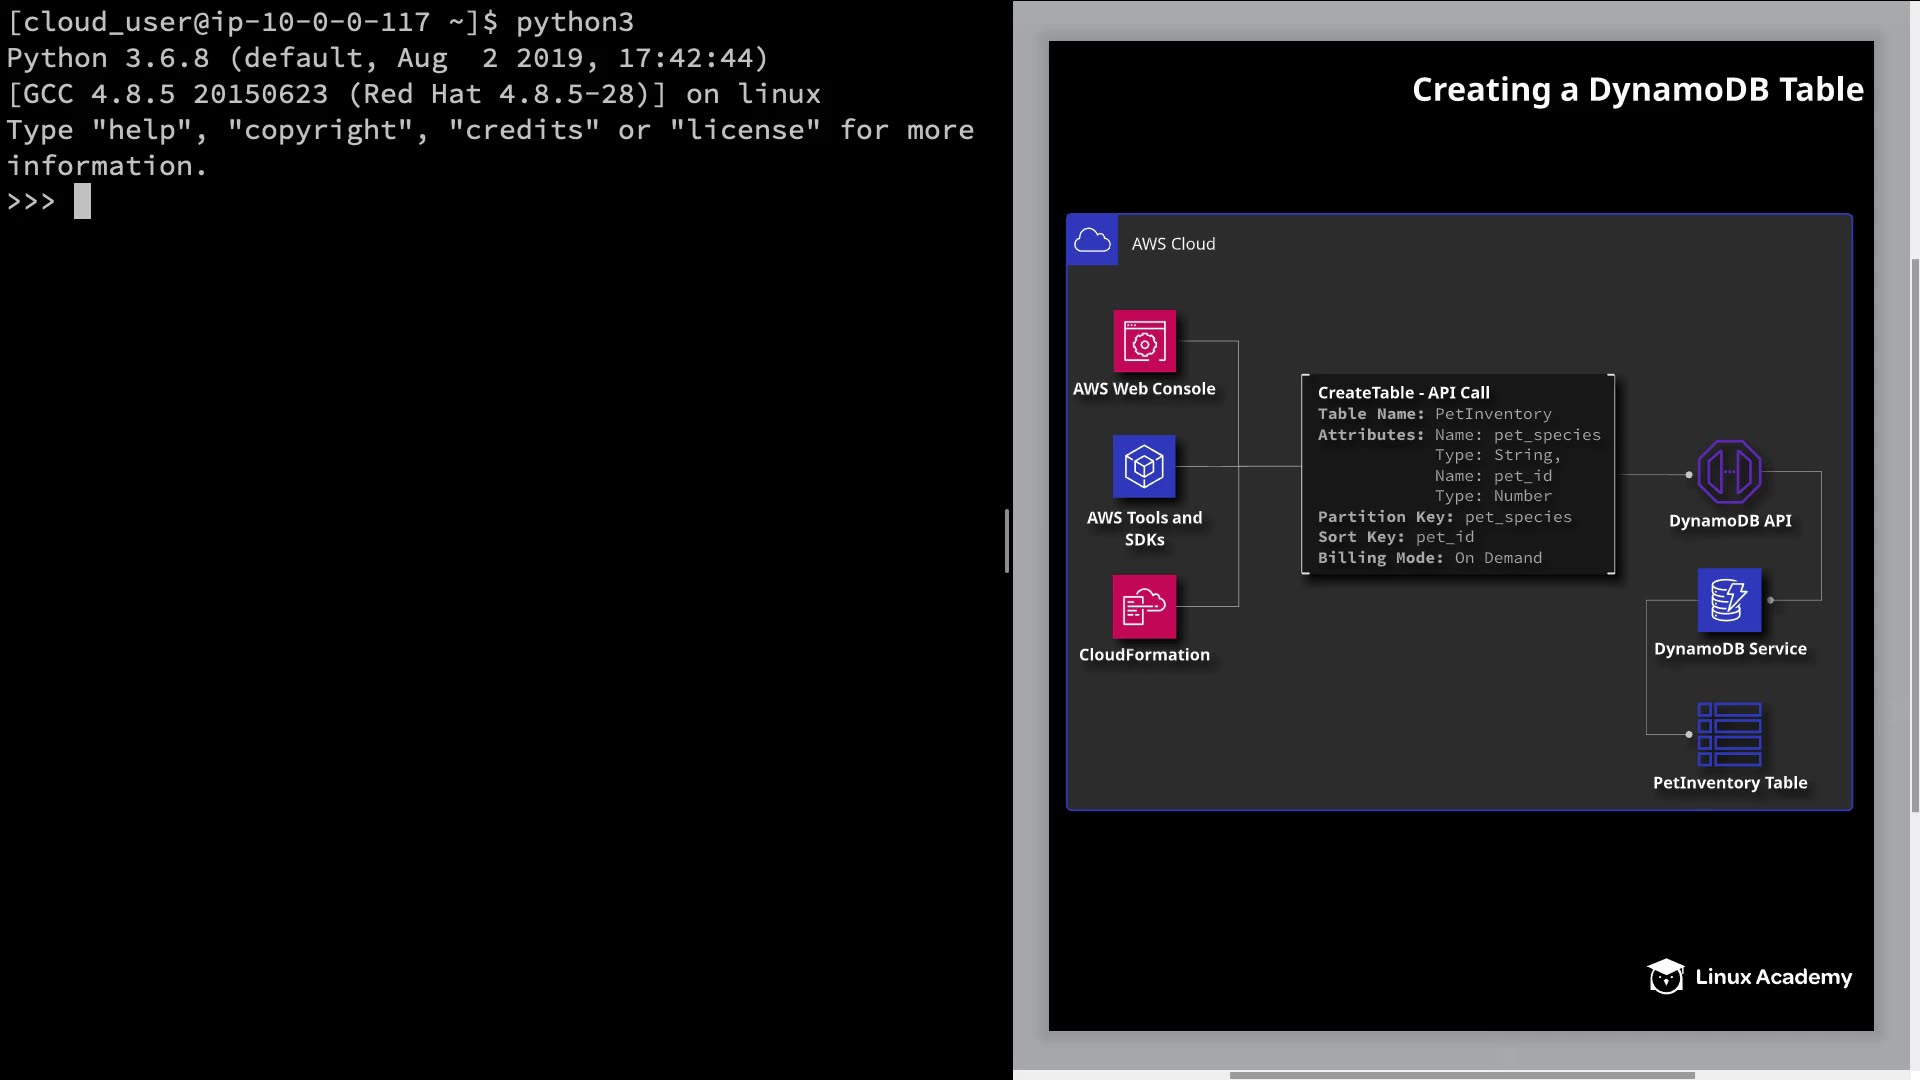 [cloud_user@ip-10-0-0-117 ~]$ python3
Python 3.6.8 (default, Aug  2 2019, 17:42:44)
[GCC 4.8.5 20150623 (Red Hat 4.8.5-28)] on linux
Type "help", "copyright", "credits" or "license" for more
information.
>>>
Creating a DynamoDB Table
AWS Cloud
AWS Web Console
AWS Tools and
SDKs
CloudFormation
CreateTable - API Call
Table Name: PetInventory
Attributes: Name: pet_species
Type: String,
Name: pet_id
Type: Number
Partition Key: pet_species
Sort Key: pet_id
Billing Mode: On Demand
DynamoDB API
DynamoDB Service
PetInventory Table
Linux Academy